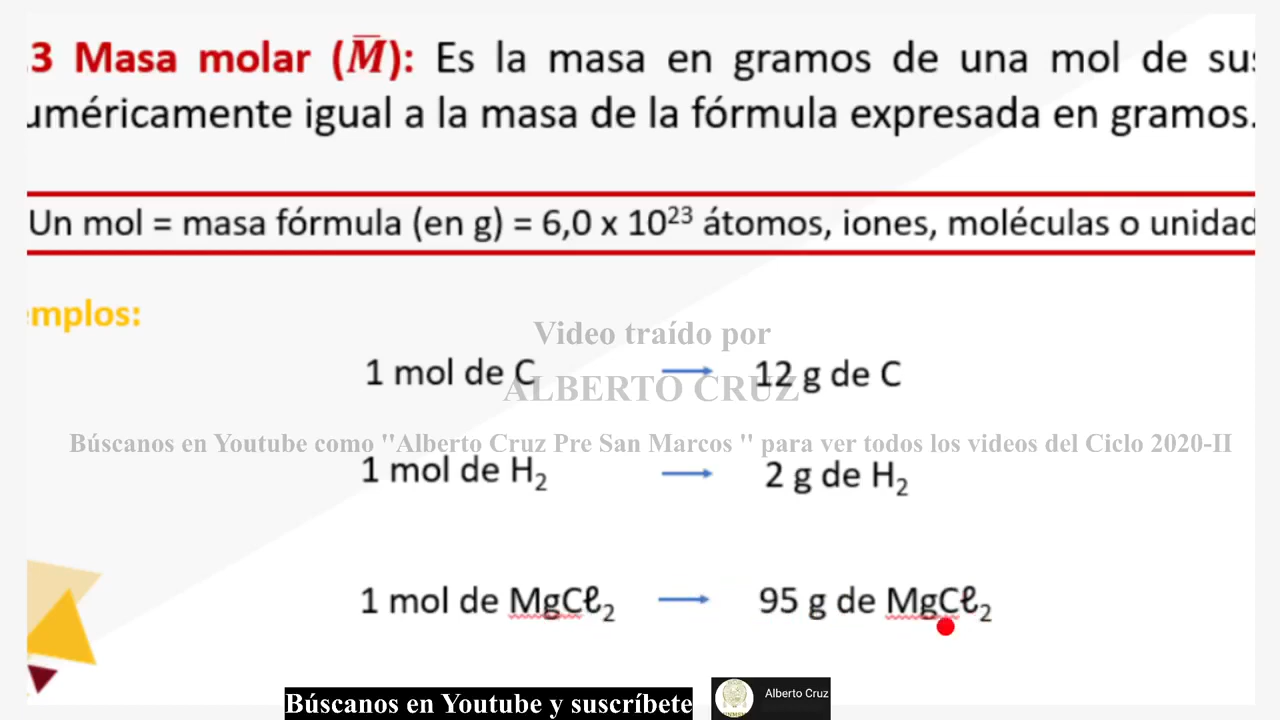 .3 Masa molar (M̅): Es la masa en gramos de una mol de sus
uméricamente igual a la masa de la fórmula expresada en gramos.
Un mol = masa fórmula (en g) = 6,0 x 10²³ átomos, iones, moléculas o unidad
emplos:
Video traído por
1 mol de C → 12 g de C
ALBERTO CRUZ
Búscanos en Youtube como "Alberto Cruz Pre San Marcos " para ver todos los videos del Ciclo 2020-II
1 mol de H₂ → 2 g de H₂
1 mol de MgCℓ₂ → 95 g de MgCℓ₂
Búscanos en Youtube y suscríbete
Alberto Cruz